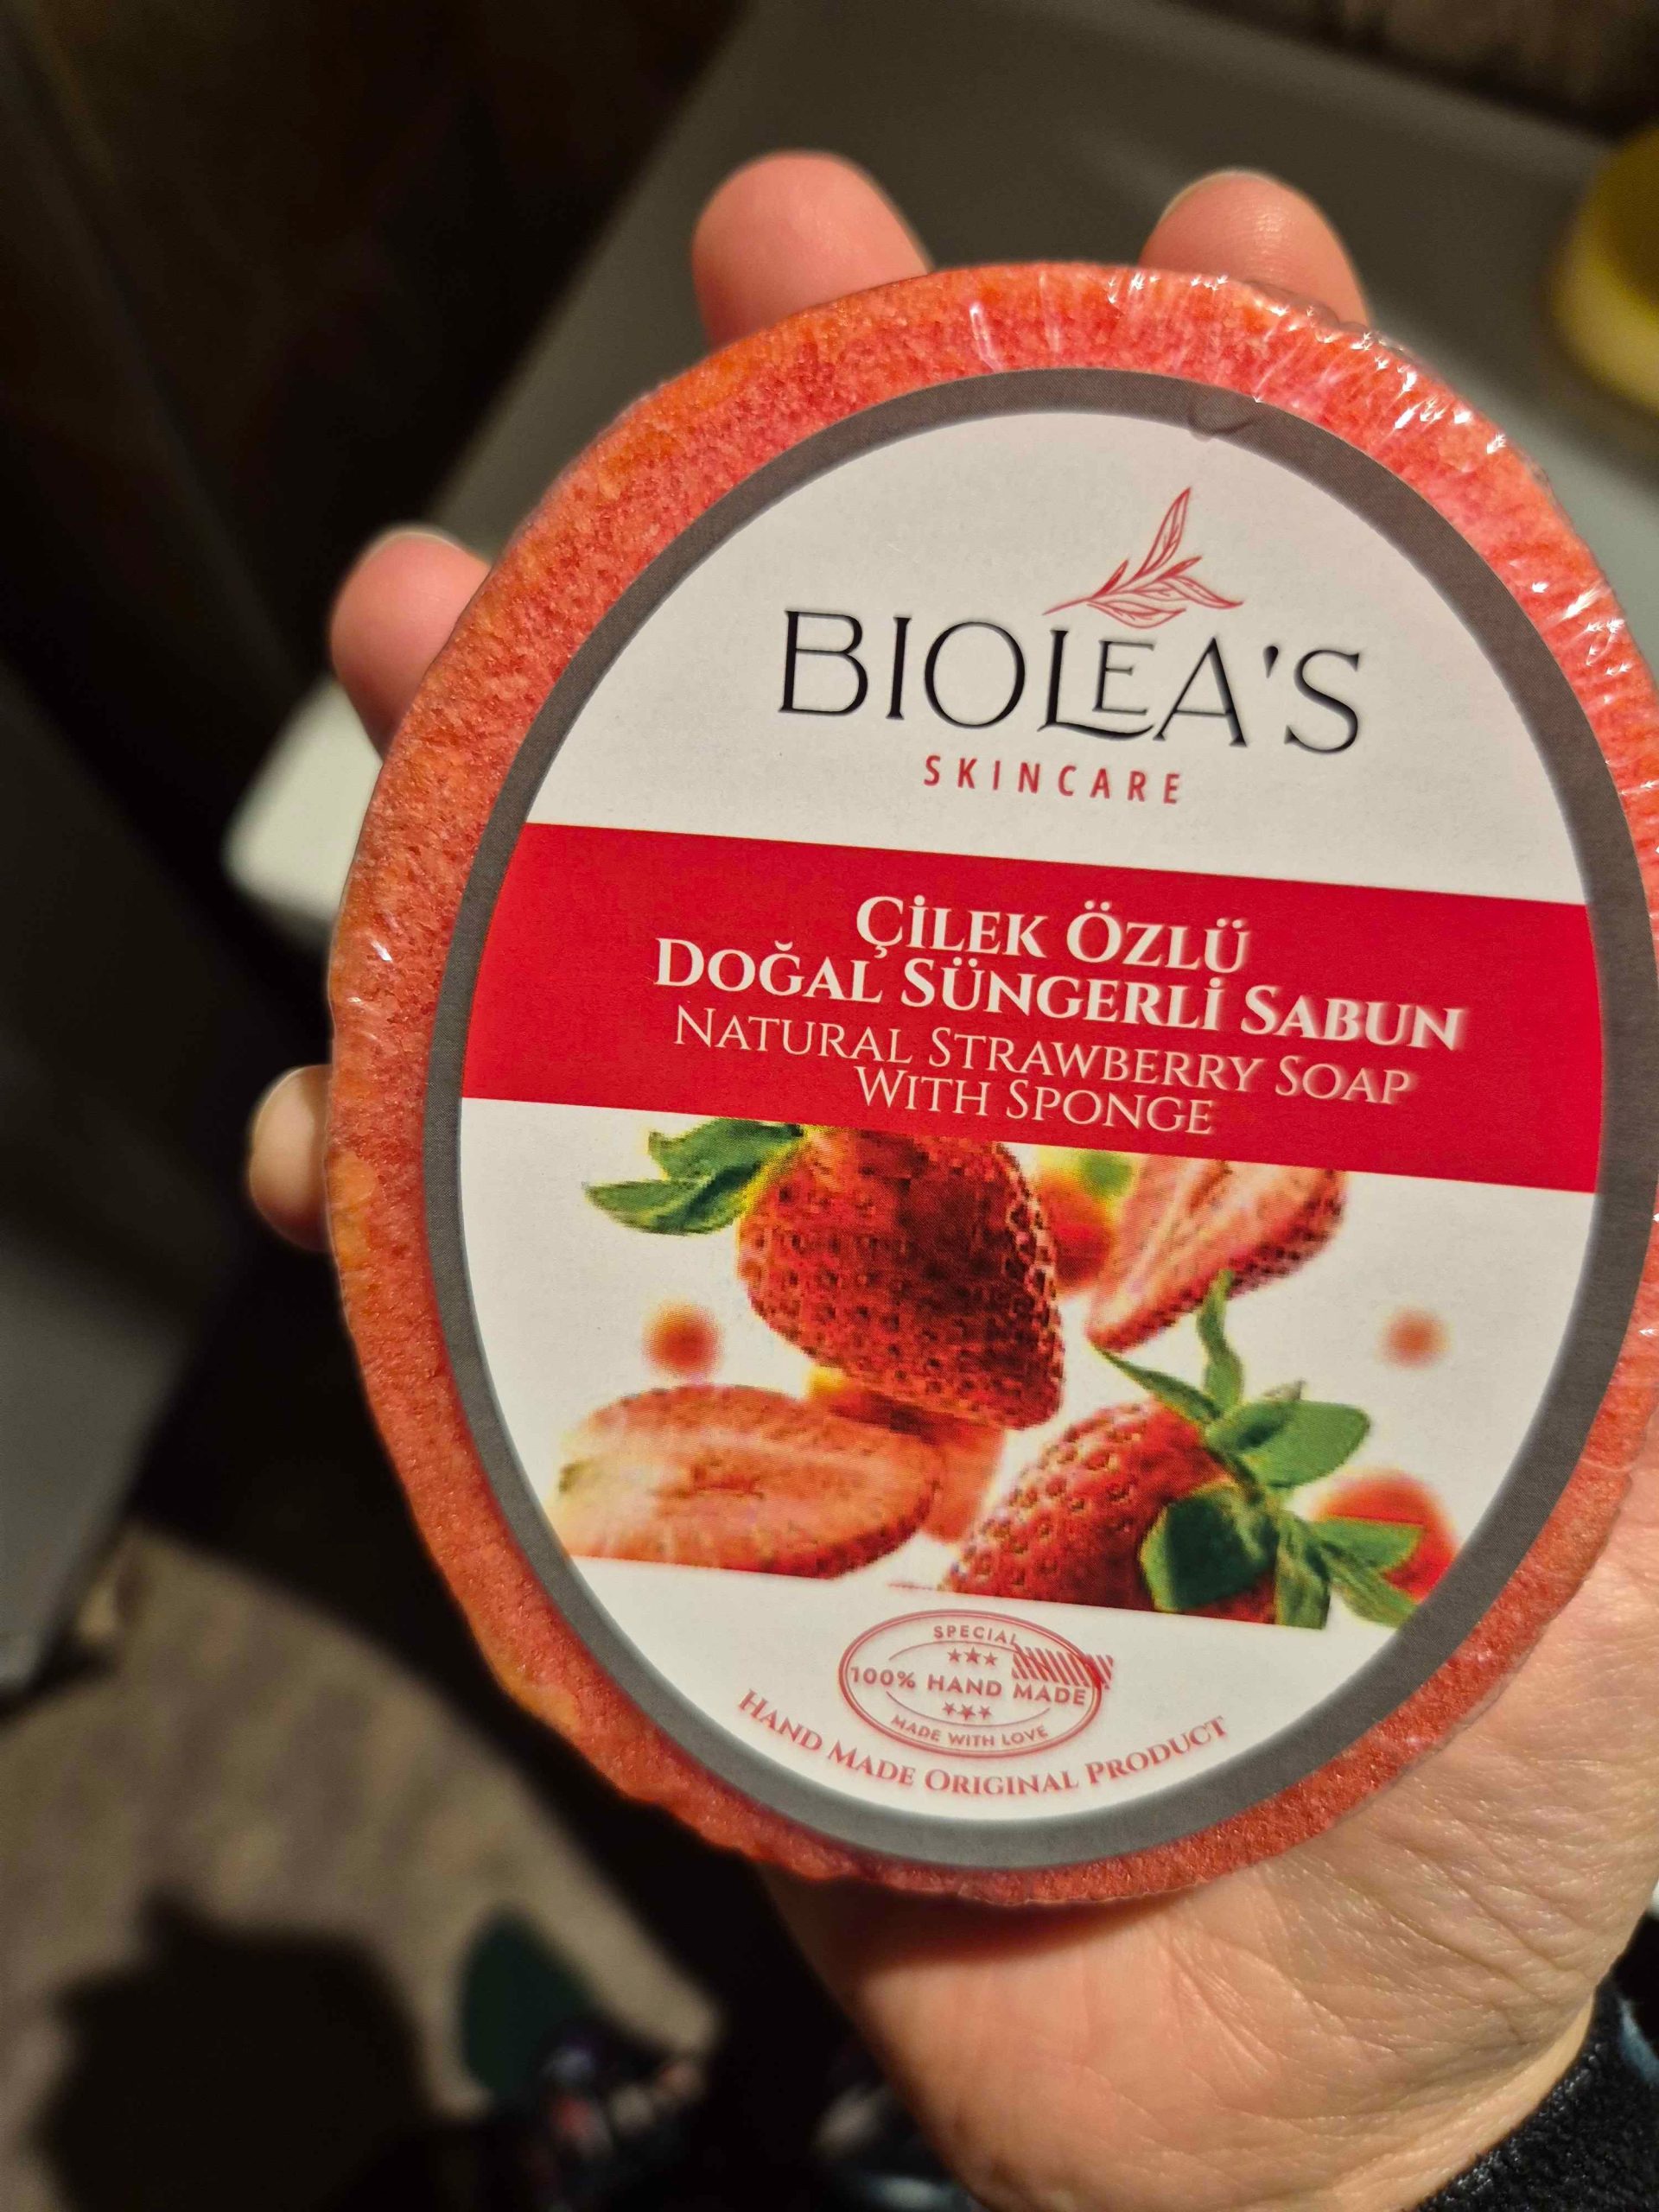 BIOLEA'S
SKINCARE
ÇİLEK ÖZLÜ
DOĞAL SÜNGERLİ SABUN
NATURAL STRAWBERRY SOAP
WITH SPONGE
SPECIAL
100% HAND MADE
MADE WITH LOVE
HAND MADE ORIGINAL PRODUCT